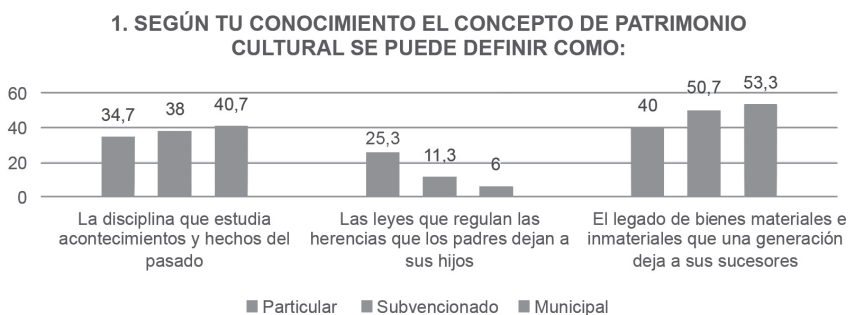 1. SEGÚN TU CONOCIMIENTO EL CONCEPTO DE PATRIMONIO
CULTURAL SE PUEDE DEFINIR COMO:
60
40
20
0
34,7
38
40,7
25,3
11,3
6
40
50,7
53,3
La disciplina que estudia
acontecimientos y hechos del
pasado
Las leyes que regulan las
herencias que los padres dejan a
sus hijos
El legado de bienes materiales e
inmateriales que una generación
deja a sus sucesores
Particular Subvencionado Municipal